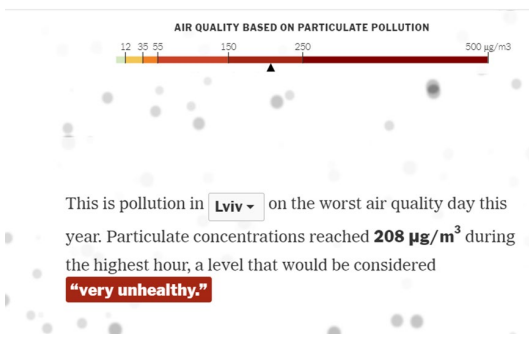 AIR QUALITY BASED ON PARTICULATE POLLUTION
12 35 55 150 250 500 µg/m3
This is pollution in Lviv on the worst air quality day this
year. Particulate concentrations reached 208 µg/m³ during
the highest hour, a level that would be considered
“very unhealthy.”